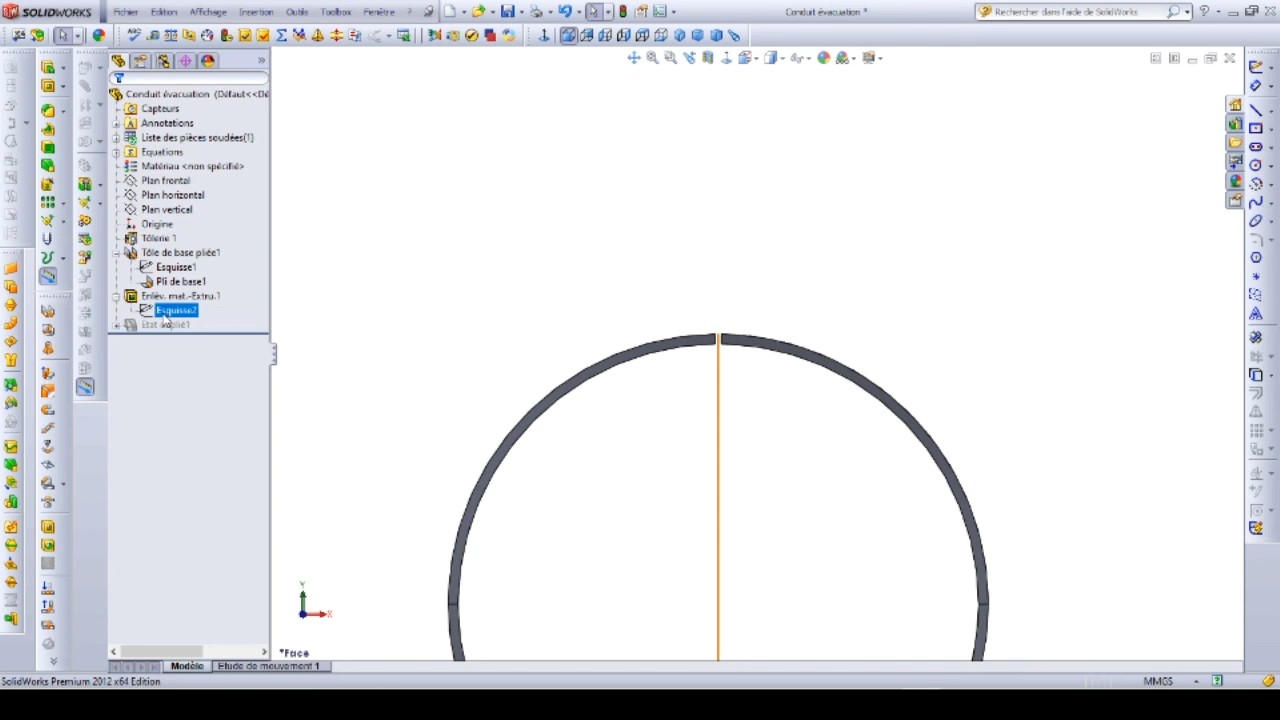 SOLIDWORKS
Fichier Edition Affichage Insertion Outils Toolbox Fenêtre ?
Conduit évacuation *
Rechercher dans l'aide de SolidWorks
Conduit évacuation (Défaut<<Dé
Capteurs
Annotations
Liste des pièces soudées(1)
Equations
Matériau <non spécifié>
Plan frontal
Plan horizontal
Plan vertical
Origine
Tôlerie 1
Tôle de base pliée1
Esquisse1
Pli de base1
Enlèv. mat.-Extru.1
Esquisse2
Y
X
*Face
Modèle
Etude de mouvement 1
SolidWorks Premium 2012 x64 Edition
MMGS